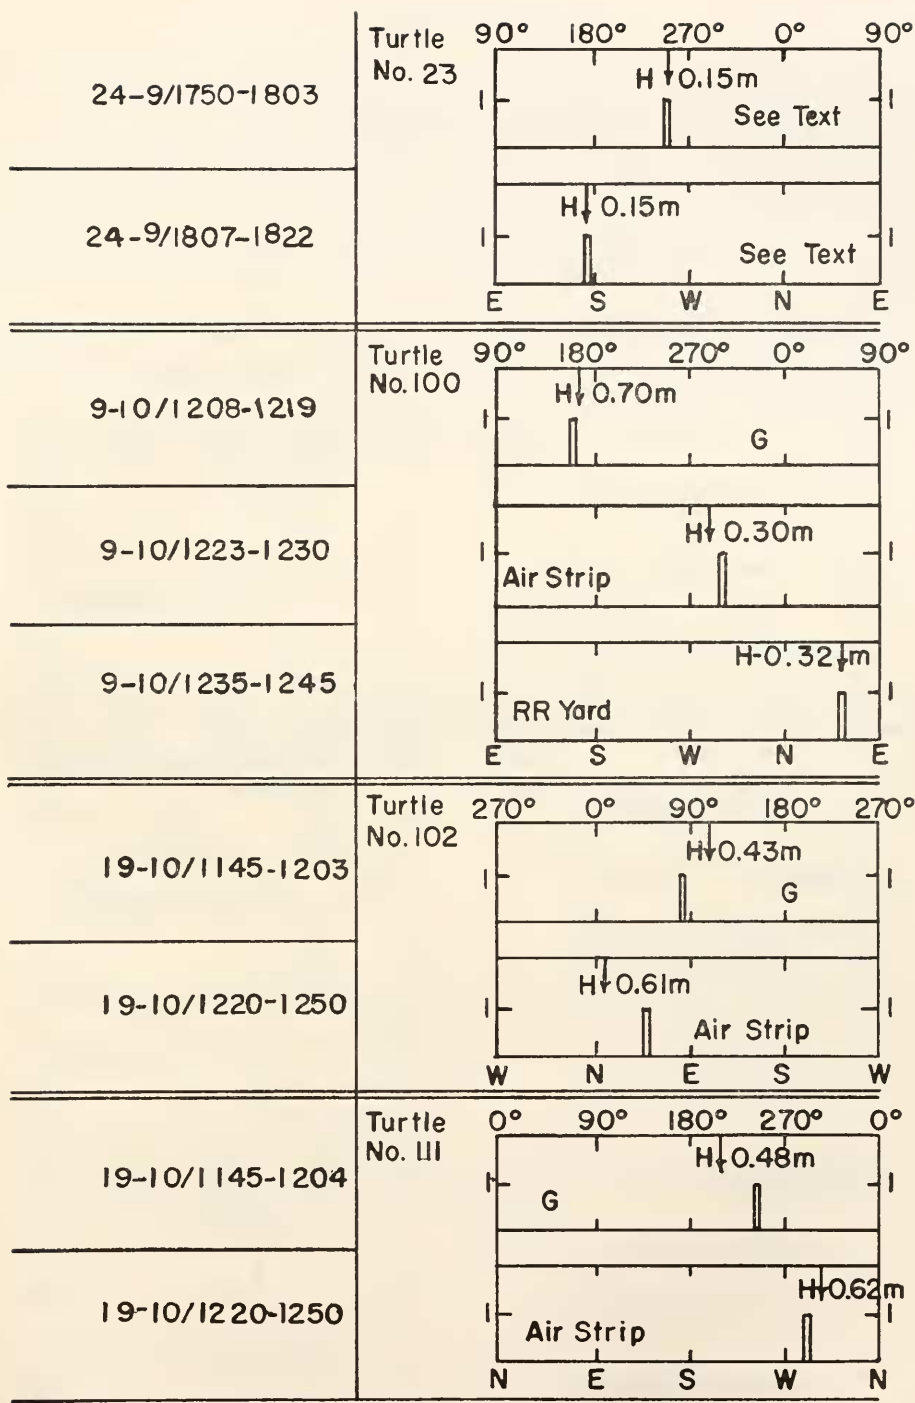 Turtle 90° 180° 270° 0° 90°
No. 23
24-9/1750-1803
H 0.15m
1 1
See Text
24-9/1807-1822
H 0.15m
1 1
See Text
E S W N E
Turtle 90° 180° 270° 0° 90°
No. 100
9-10/1208-1219
H 0.70m
1 1
G
9-10/1223-1230
H 0.30m
1 1
Air Strip
9-10/1235-1245
H-0.32m
1 1
RR Yard
E S W N E
Turtle 270° 0° 90° 180° 270°
No. 102
19-10/1145-1203
H 0.43m
1 1
G
19-10/1220-1250
H 0.61m
1 1
Air Strip
W N E S W
Turtle 0° 90° 180° 270° 0°
No. 111
19-10/1145-1204
H 0.48m
1 1
G
19-10/1220-1250
H 0.62m
1 1
Air Strip
N E S W N